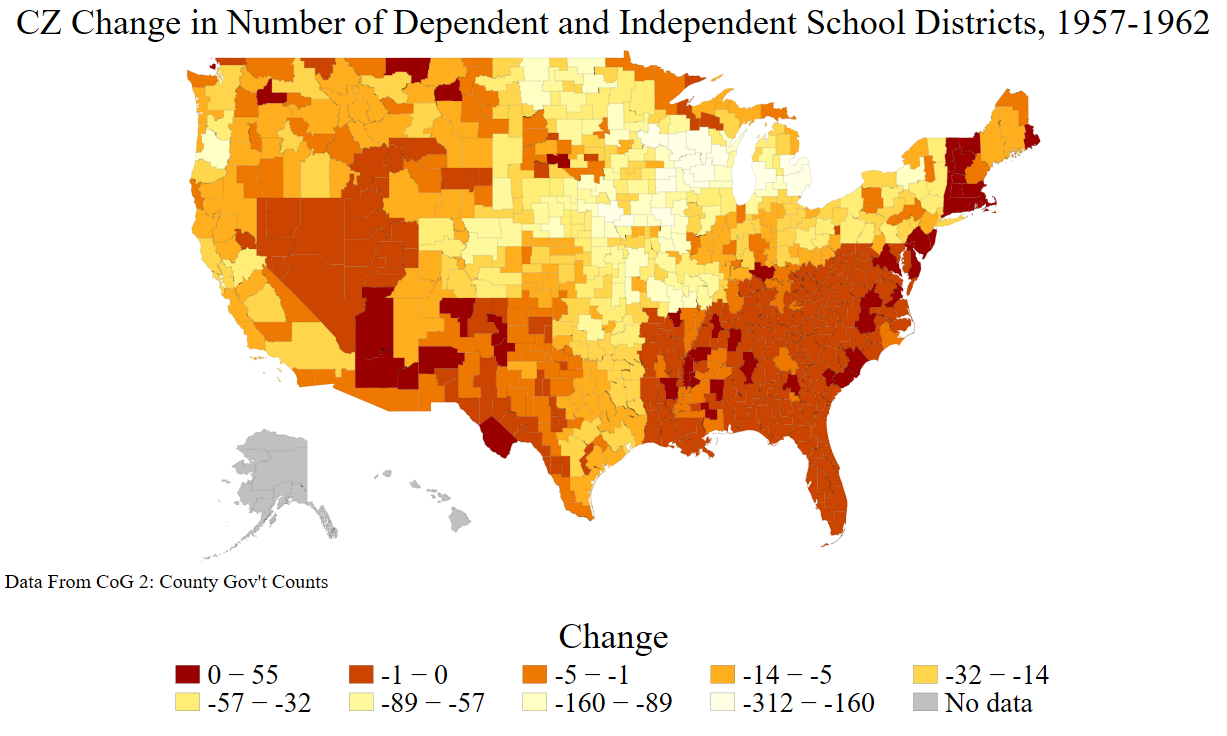 CZ Change in Number of Dependent and Independent School Districts, 1957-1962
Data From CoG 2: County Gov't Counts
Change
0 − 55 -1 − 0 -5 − -1 -14 − -5 -32 − -14
-57 − -32 -89 − -57 -160 − -89 -312 − -160 No data